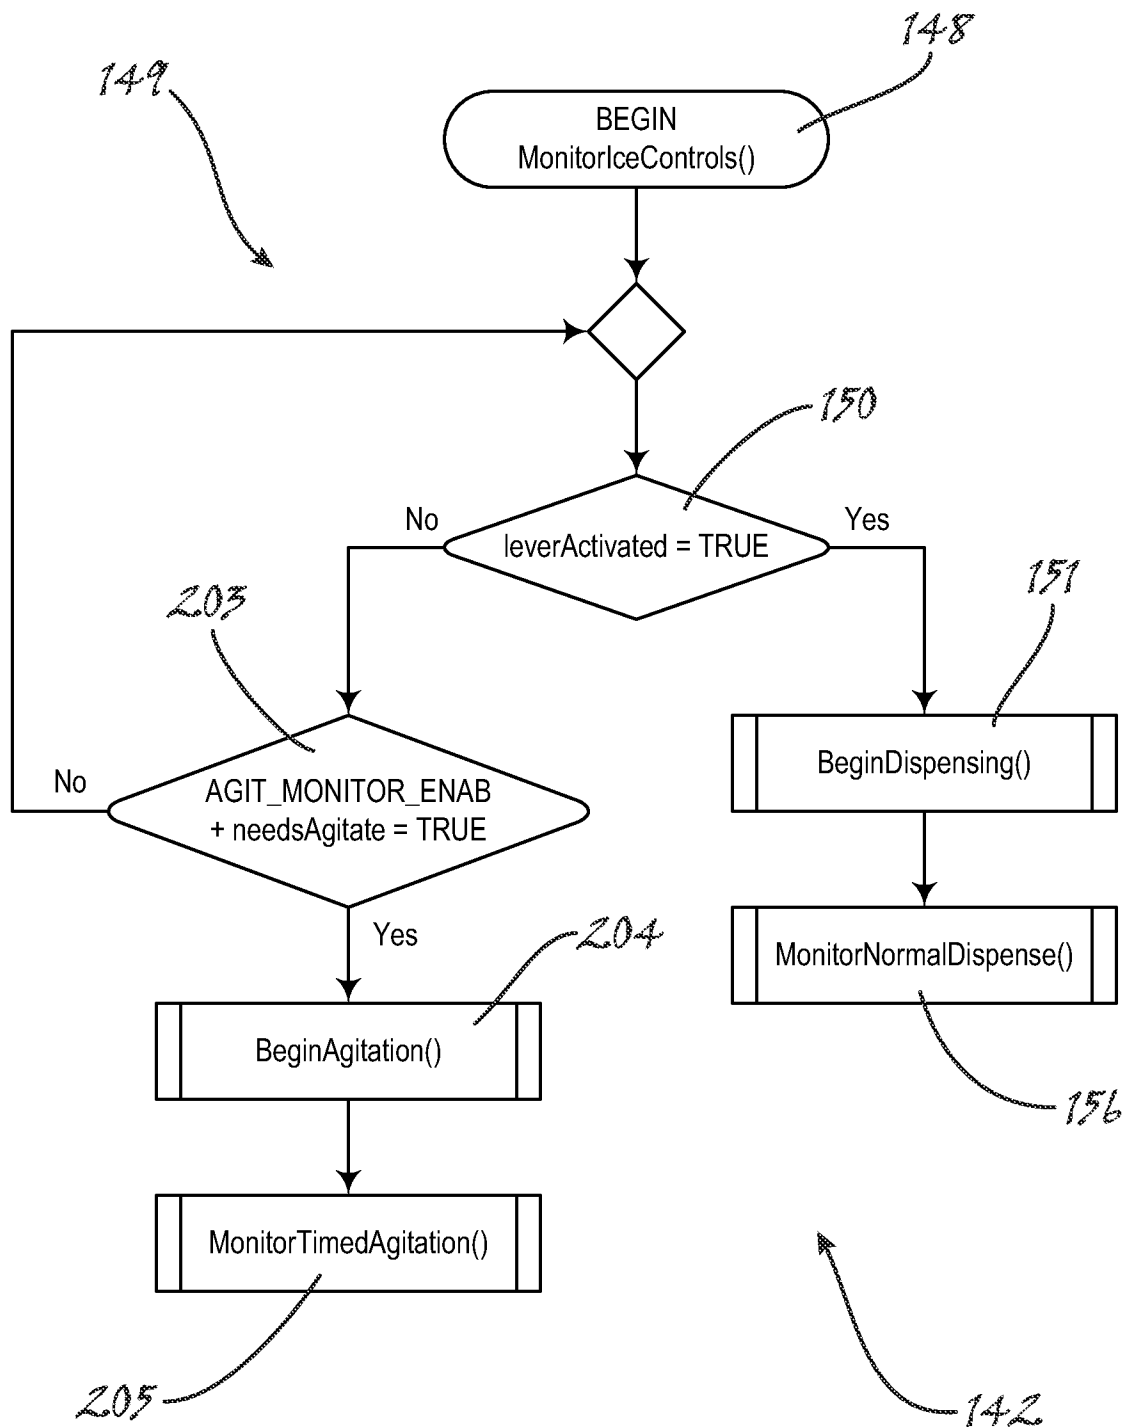 148
149
BEGIN
MonitorIceControls()
150
No
Yes
leverActivated = TRUE
151
203
BeginDispensing()
No
AGIT_MONITOR_ENAB
+ needsAgitate = TRUE
Yes
204
MonitorNormalDispense()
BeginAgitation()
156
MonitorTimedAgitation()
205
142